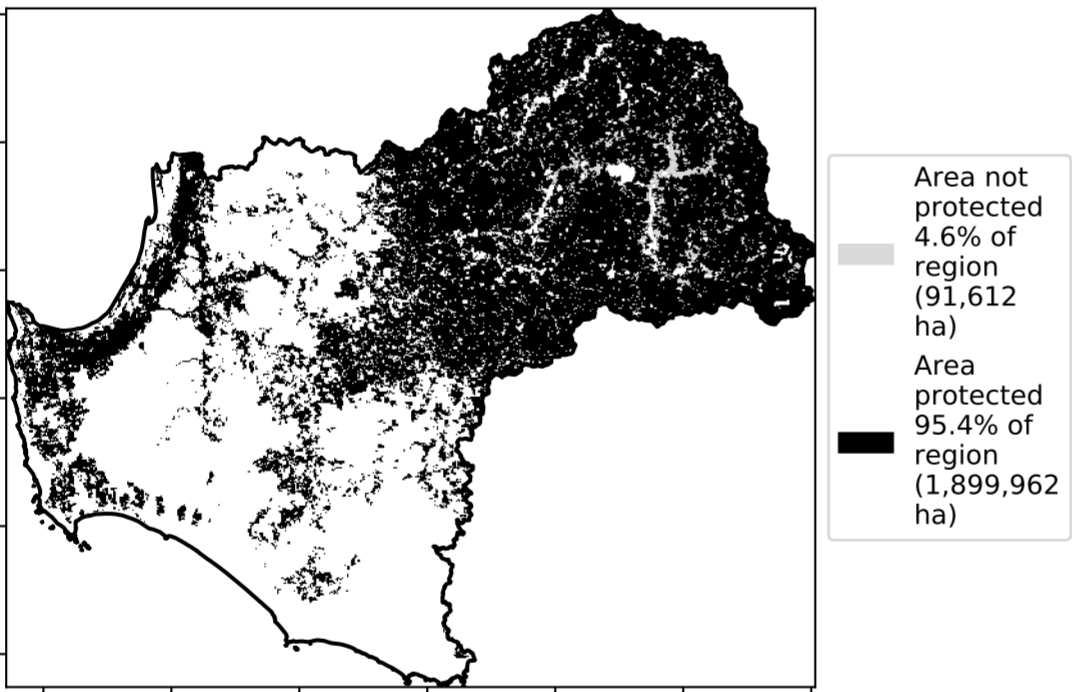 Area not
protected
4.6% of
region
(91,612
ha)
Area
protected
95.4% of
region
(1,899,962
ha)